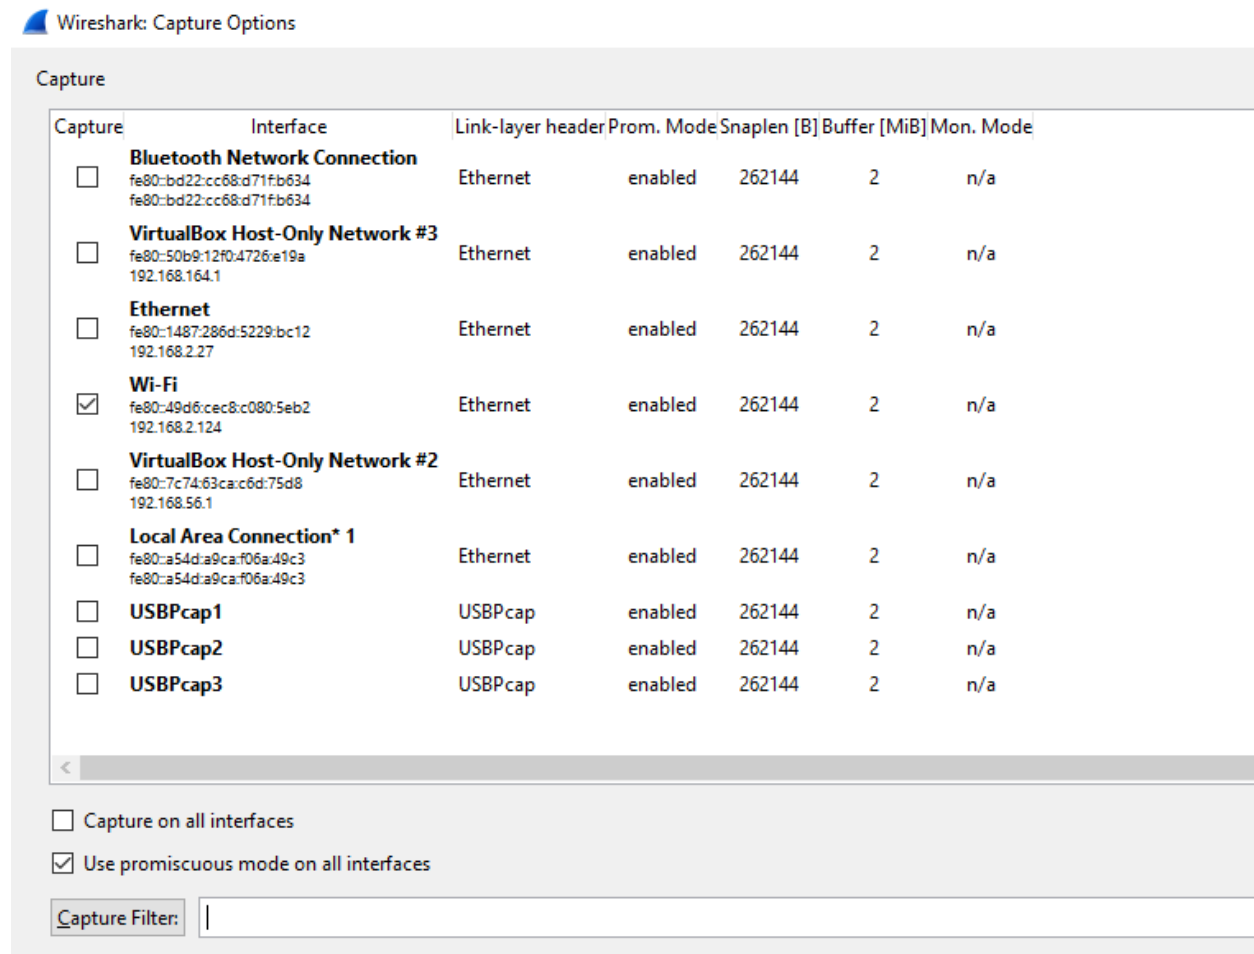 Wireshark: Capture Options
Capture
Capture Interface Link-layer header Prom. Mode Snaplen [B] Buffer [MiB] Mon. Mode
Bluetooth Network Connection
fe80::bd22:cc68:d71f:b634
fe80::bd22:cc68:d71f:b634
Ethernet enabled 262144 2 n/a
VirtualBox Host-Only Network #3
fe80::50b9:12f0:4726:e19a
192.168.164.1
Ethernet enabled 262144 2 n/a
Ethernet
fe80::1487:286d:5229:bc12
192.168.2.27
Ethernet enabled 262144 2 n/a
Wi-Fi
fe80::49d6:cec8:c080:5eb2
192.168.2.124
Ethernet enabled 262144 2 n/a
VirtualBox Host-Only Network #2
fe80::7c74:63ca:c6d:75d8
192.168.56.1
Ethernet enabled 262144 2 n/a
Local Area Connection* 1
fe80::a54d:a9ca:f06a:49c3
fe80::a54d:a9ca:f06a:49c3
Ethernet enabled 262144 2 n/a
USBPcap1 USBPcap enabled 262144 2 n/a
USBPcap2 USBPcap enabled 262144 2 n/a
USBPcap3 USBPcap enabled 262144 2 n/a
Capture on all interfaces
Use promiscuous mode on all interfaces
Capture Filter: